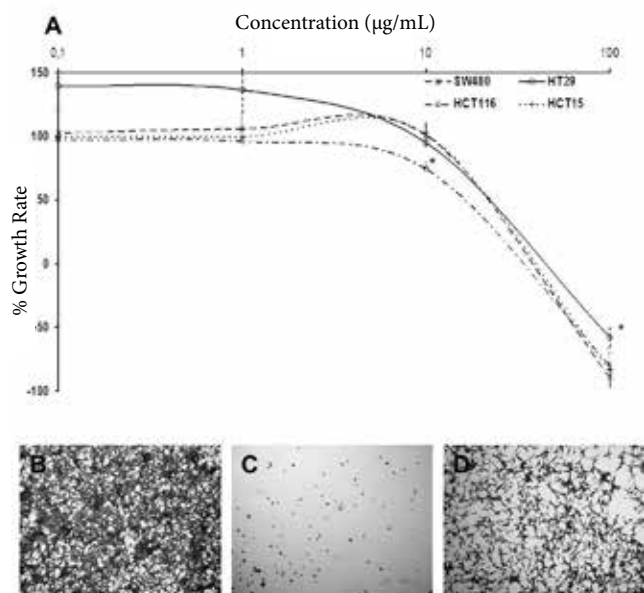 A
Concentration (µg/mL)
0,1 1 10 100
150
100
50
0
-50
-100
% Growth Rate
SW480 HT29
HCT116 HCT15
*
*
B C D